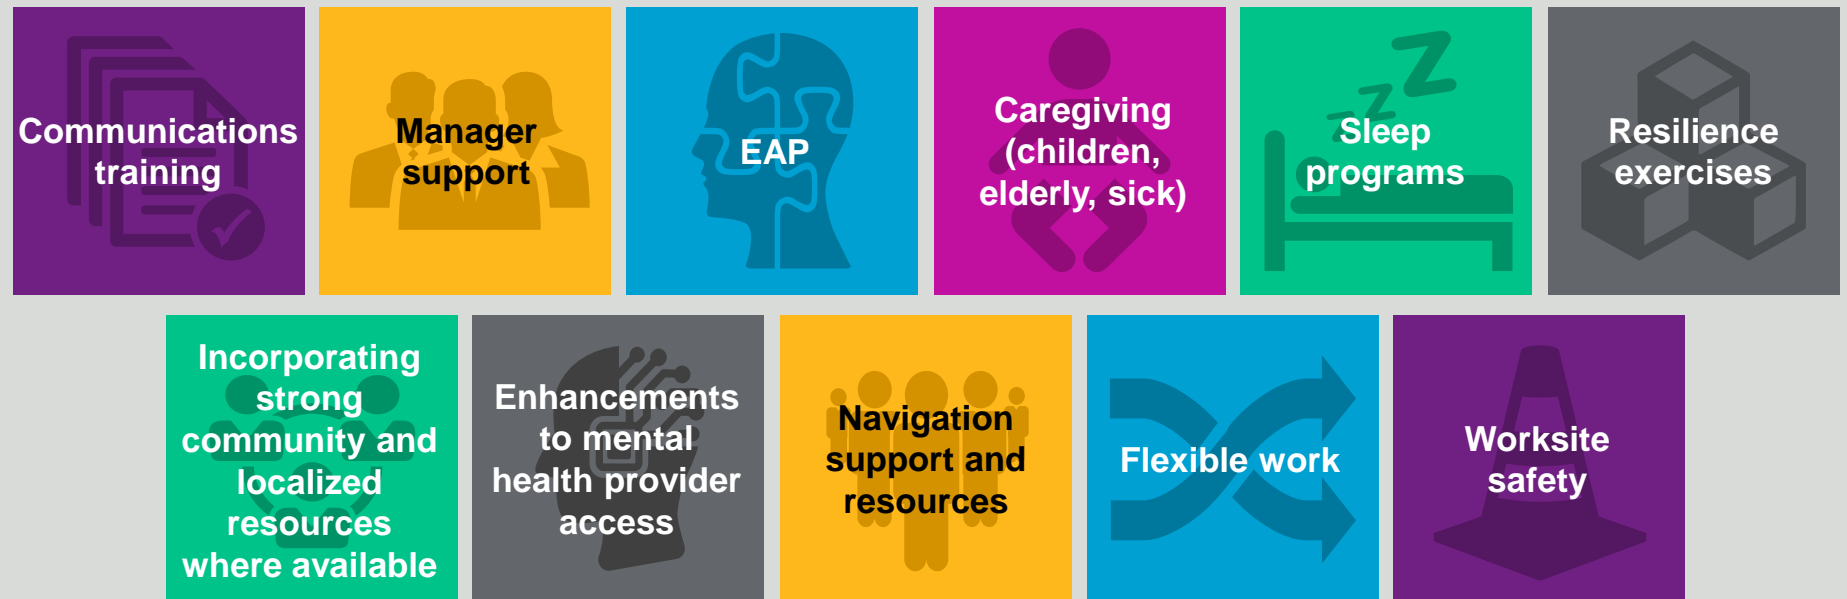 Communications
training
Manager
support
EAP
Caregiving
(children,
elderly, sick)
Sleep
programs
Resilience
exercises
Incorporating
strong
community and
localized
resources
where available
Enhancements
to mental
health provider
access
Navigation
support and
resources
Flexible work
Worksite
safety